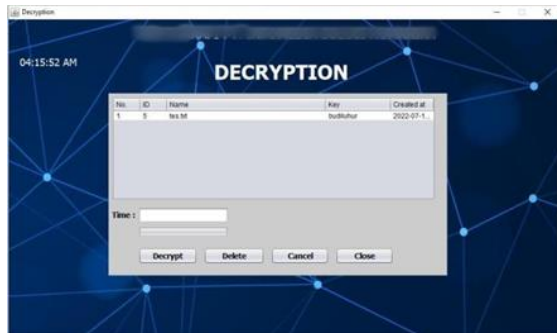 Decryption
04:15:52 AM
DECRYPTION
No. ID Name Key Created at
1 5 tes.txt budiluhur 2022-07-1...
Time :
Decrypt Delete Cancel Close